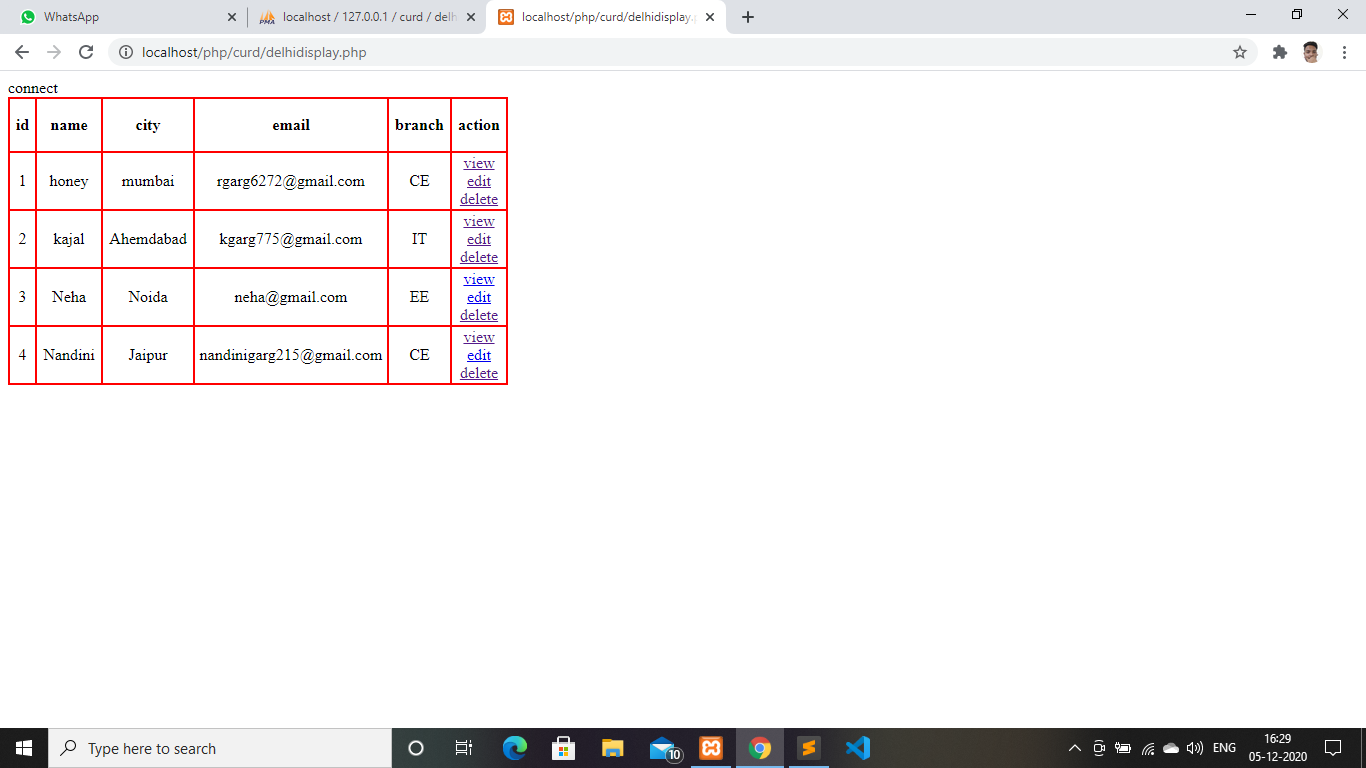 WhatsApp
localhost / 127.0.0.1 / curd / delh
localhost/php/curd/delhidisplay.
localhost/php/curd/delhidisplay.php
connect
id name city email branch action
1 honey mumbai rgarg6272@gmail.com CE view
edit
delete
2 kajal Ahemdabad kgarg775@gmail.com IT view
edit
delete
3 Neha Noida neha@gmail.com EE view
edit
delete
4 Nandini Jaipur nandinigarg215@gmail.com CE view
edit
delete
Type here to search
10
ENG
16:29
05-12-2020